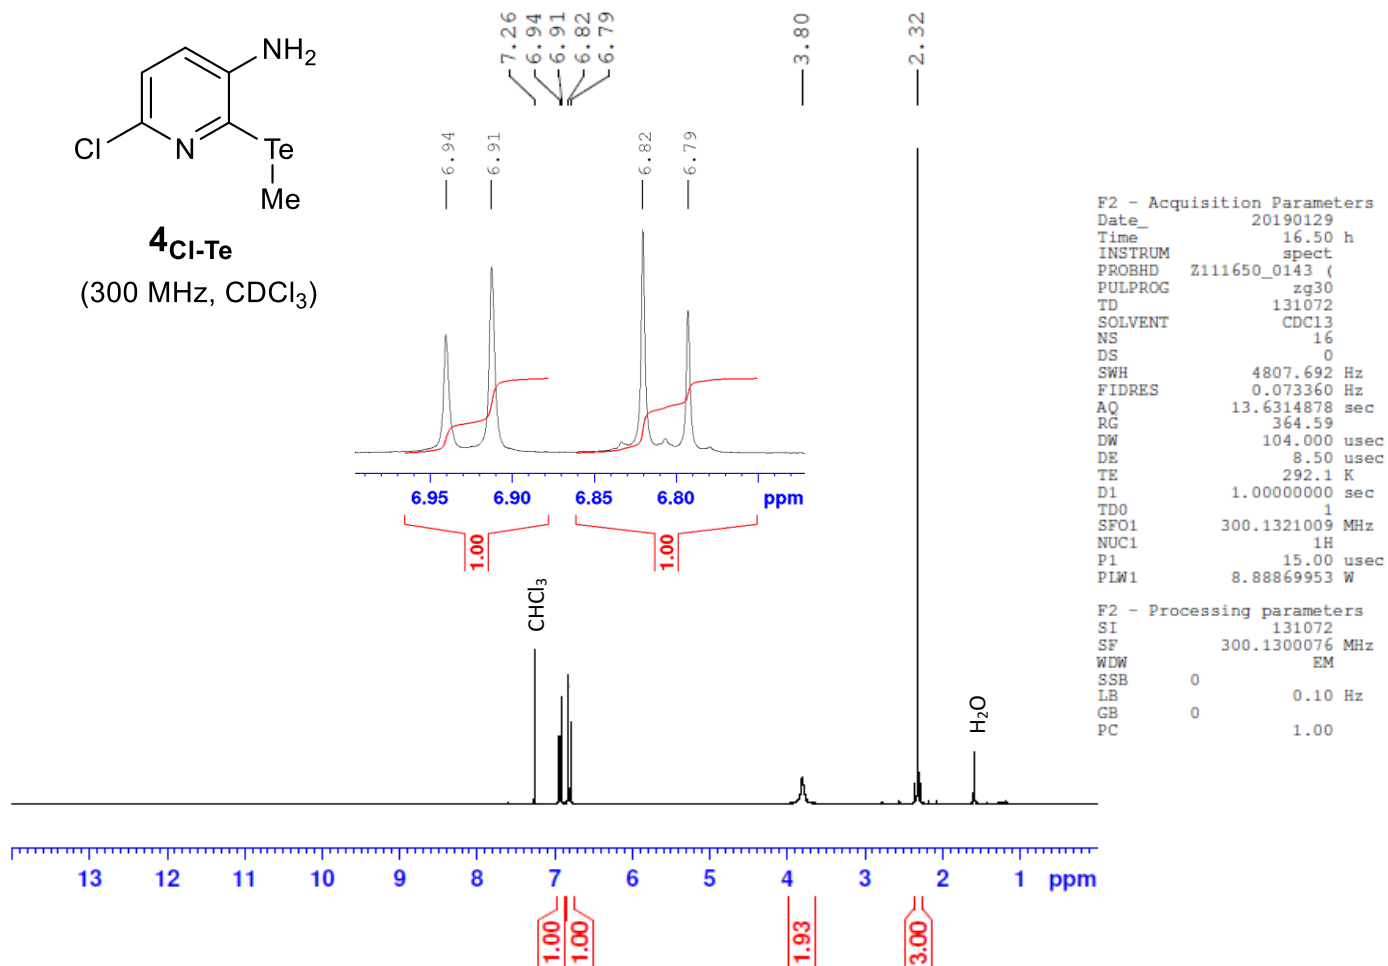 7.26
6.94
6.91
6.82
6.79
3.80
2.32
NH2
Cl
N
Te
Me
4Cl-Te
(300 MHz, CDCl3)
6.94
6.91
6.82
6.79
6.95 6.90 6.85 6.80 ppm
1.00
1.00
CHCl3
H2O
F2 - Acquisition Parameters
Date_ 20190129
Time 16.50 h
INSTRUM spect
PROBHD Z111650_0143 (
PULPROG zg30
TD 131072
SOLVENT CDCl3
NS 16
DS 0
SWH 4807.692 Hz
FIDRES 0.073360 Hz
AQ 13.6314878 sec
RG 364.59
DW 104.000 usec
DE 8.50 usec
TE 292.1 K
D1 1.00000000 sec
TD0 1
SFO1 300.1321009 MHz
NUC1 1H
P1 15.00 usec
PLW1 8.88869953 W
F2 - Processing parameters
SI 131072
SF 300.1300076 MHz
WDW EM
SSB 0
LB 0.10 Hz
GB 0
PC 1.00
13 12 11 10 9 8 7 6 5 4 3 2 1 ppm
1.00
1.00
1.93
3.00